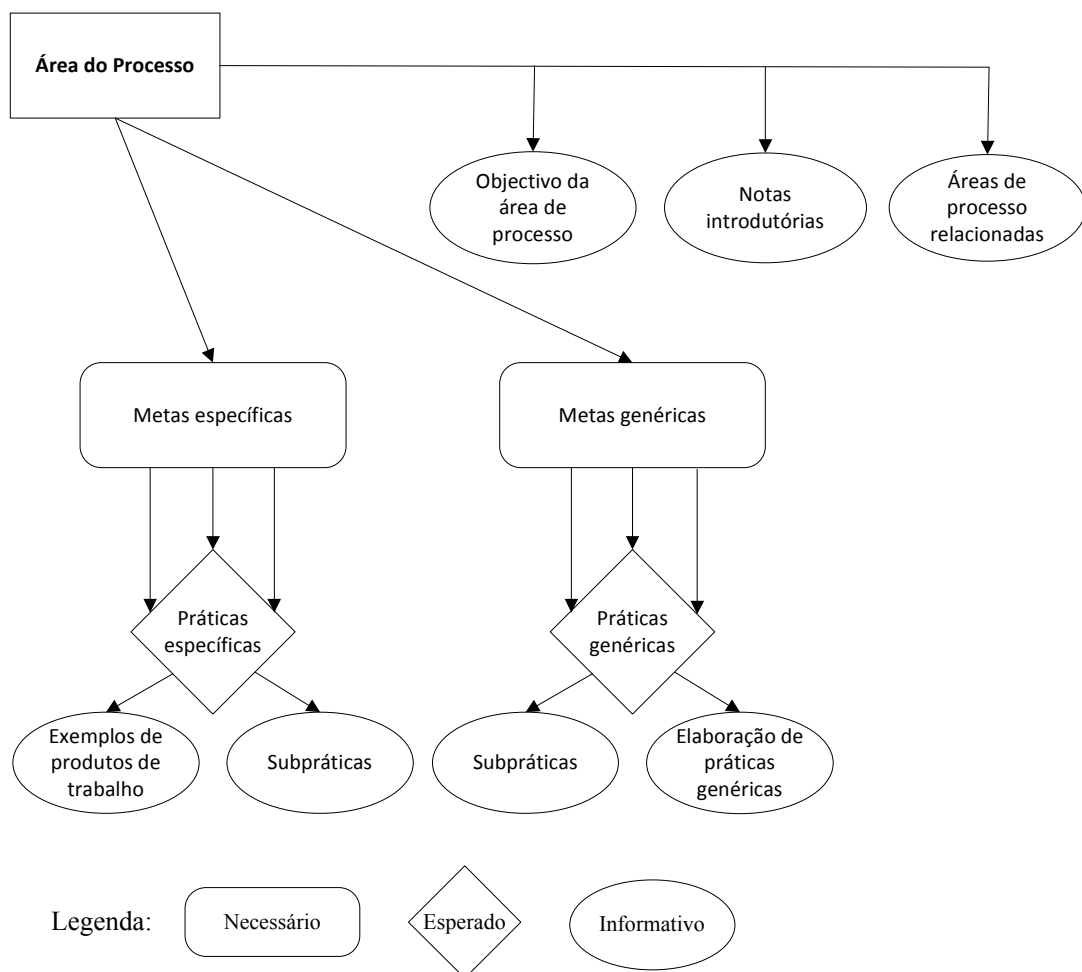 Área do Processo
Objectivo da
área de
processo
Notas
introdutórias
Áreas de
processo
relacionadas
Metas específicas
Metas genéricas
Práticas
específicas
Práticas
genéricas
Exemplos de
produtos de
trabalho
Subpráticas
Subpráticas
Elaboração de
práticas
genéricas
Legenda:
Necessário
Esperado
Informativo